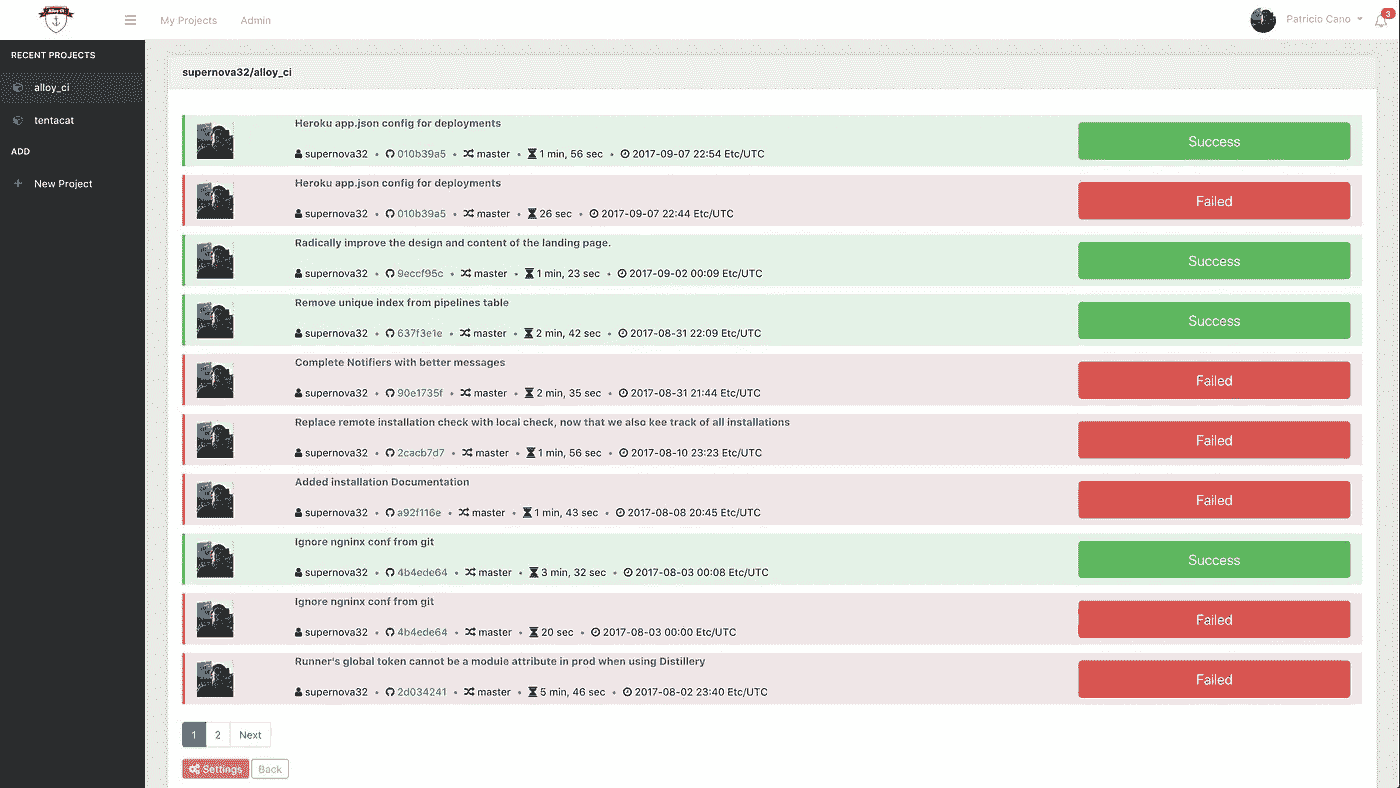 Alloy CI
My Projects Admin Patricio Cano 3
RECENT PROJECTS
alloy_ci
tentacat
ADD
New Project
supernova32/alloy_ci
Heroku app.json config for deployments
supernova32 • 010b39a5 • master • 1 min, 56 sec • 2017-09-07 22:54 Etc/UTC
Success
Heroku app.json config for deployments
supernova32 • 010b39a5 • master • 26 sec • 2017-09-07 22:44 Etc/UTC
Failed
Radically improve the design and content of the landing page.
supernova32 • 9eccf95c • master • 1 min, 23 sec • 2017-09-02 00:09 Etc/UTC
Success
Remove unique index from pipelines table
supernova32 • 637f3e1e • master • 2 min, 42 sec • 2017-08-31 22:09 Etc/UTC
Success
Complete Notifiers with better messages
supernova32 • 90e1735f • master • 2 min, 35 sec • 2017-08-31 21:44 Etc/UTC
Failed
Replace remote installation check with local check, now that we also kee track of all installations
supernova32 • 2cacb7d7 • master • 1 min, 56 sec • 2017-08-10 23:23 Etc/UTC
Failed
Added installation Documentation
supernova32 • a92f116e • master • 1 min, 43 sec • 2017-08-08 20:45 Etc/UTC
Failed
Ignore ngninx conf from git
supernova32 • 4b4ede64 • master • 3 min, 32 sec • 2017-08-03 00:08 Etc/UTC
Success
Ignore ngninx conf from git
supernova32 • 4b4ede64 • master • 20 sec • 2017-08-03 00:00 Etc/UTC
Failed
Runner's global token cannot be a module attribute in prod when using Distillery
supernova32 • 2d034241 • master • 5 min, 46 sec • 2017-08-02 23:40 Etc/UTC
Failed
1 2 Next
Settings Back